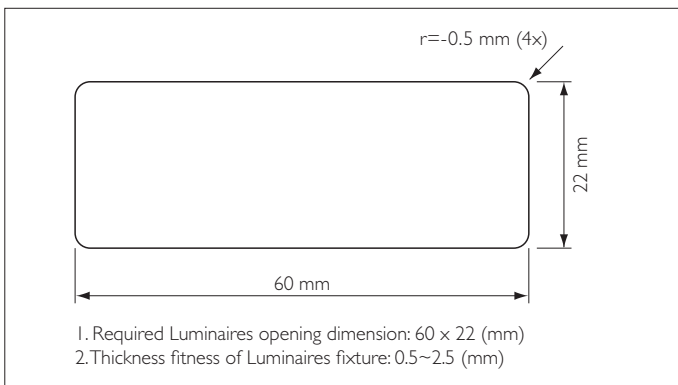 r=-0.5 mm (4x)
22 mm
60 mm
1. Required Luminaires opening dimension: 60 x 22 (mm)
2.Thickness fitness of Luminaires fixture: 0.5~2.5 (mm)